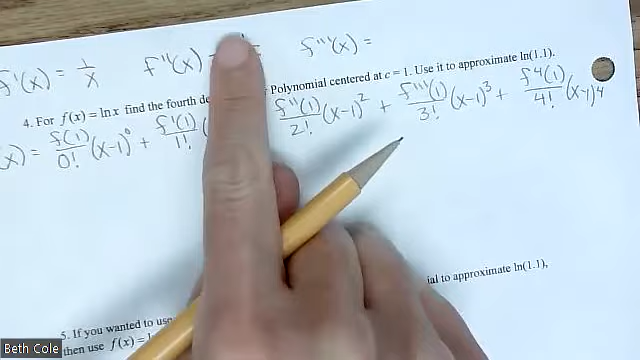 f'(x) = 1/x f''(x) = f'''(x) =
4. For f(x) = ln x find the fourth de Polynomial centered at c = 1. Use it to approximate ln(1.1).
(x) = f(1)/0! (x-1)^0 + f'(1)/1! ( f''(1)/2! (x-1)^2 + f'''(1)/3! (x-1)^3 + f^4(1)/4! (x-1)^4
5. If you wanted to use ial to approximate ln(1.1),
then use f(x) =
Beth Cole